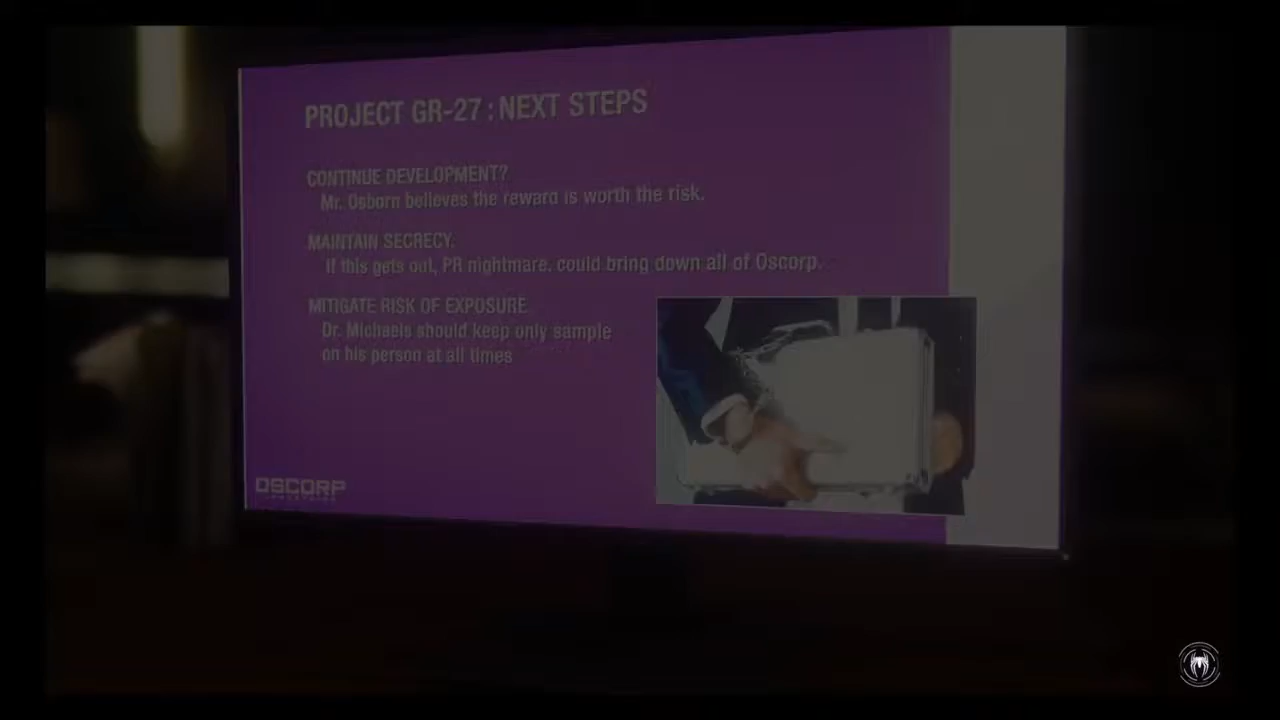 PROJECT GR-27 : NEXT STEPS
CONTINUE DEVELOPMENT?
Mr. Osborn believes the reward is worth the risk.
MAINTAIN SECRECY.
If this gets out, PR nightmare, could bring down all of Oscorp.
MITIGATE RISK OF EXPOSURE
Dr. Michaels should keep only sample
on his person at all times
OSCORP
INDUSTRIES